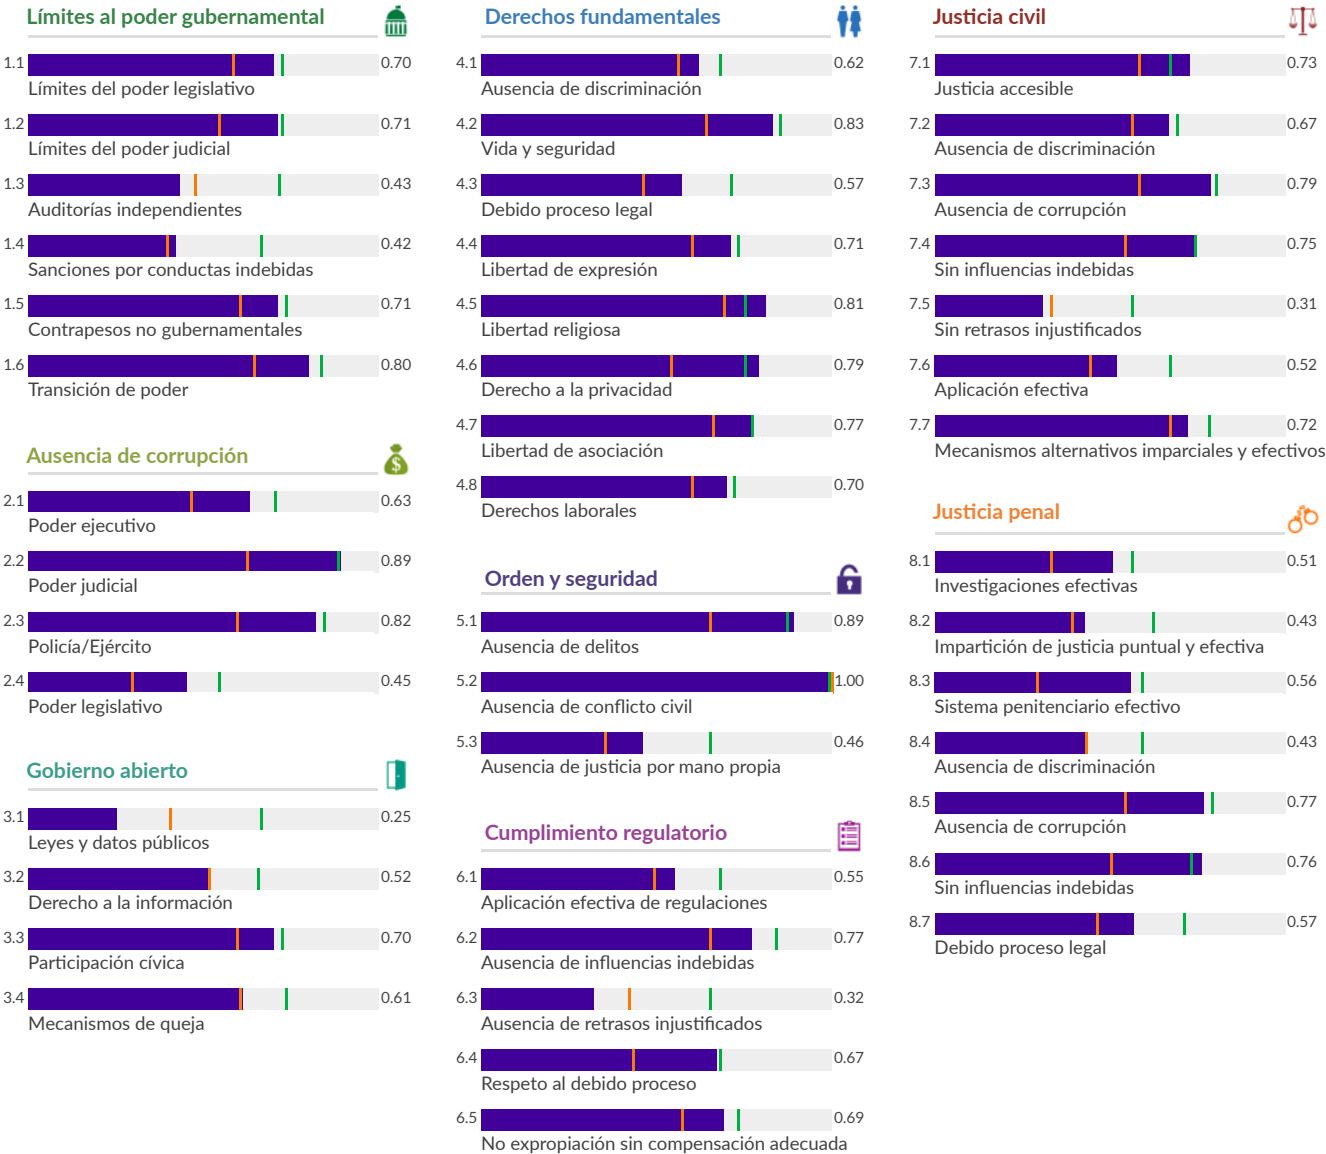 Límites al poder gubernamental
1.1 0.70
Límites del poder legislativo
1.2 0.71
Límites del poder judicial
1.3 0.43
Auditorías independientes
1.4 0.42
Sanciones por conductas indebidas
1.5 0.71
Contrapesos no gubernamentales
1.6 0.80
Transición de poder
Ausencia de corrupción
$
2.1 0.63
Poder ejecutivo
2.2 0.89
Poder judicial
2.3 0.82
Policía/Ejército
2.4 0.45
Poder legislativo
Gobierno abierto
3.1 0.25
Leyes y datos públicos
3.2 0.52
Derecho a la información
3.3 0.70
Participación cívica
3.4 0.61
Mecanismos de queja
Derechos fundamentales
4.1 0.62
Ausencia de discriminación
4.2 0.83
Vida y seguridad
4.3 0.57
Debido proceso legal
4.4 0.71
Libertad de expresión
4.5 0.81
Libertad religiosa
4.6 0.79
Derecho a la privacidad
4.7 0.77
Libertad de asociación
4.8 0.70
Derechos laborales
Orden y seguridad
5.1 0.89
Ausencia de delitos
5.2 1.00
Ausencia de conflicto civil
5.3 0.46
Ausencia de justicia por mano propia
Cumplimiento regulatorio
6.1 0.55
Aplicación efectiva de regulaciones
6.2 0.77
Ausencia de influencias indebidas
6.3 0.32
Ausencia de retrasos injustificados
6.4 0.67
Respeto al debido proceso
6.5 0.69
No expropiación sin compensación adecuada
Justicia civil
7.1 0.73
Justicia accesible
7.2 0.67
Ausencia de discriminación
7.3 0.79
Ausencia de corrupción
7.4 0.75
Sin influencias indebidas
7.5 0.31
Sin retrasos injustificados
7.6 0.52
Aplicación efectiva
7.7 0.72
Mecanismos alternativos imparciales y efectivos
Justicia penal
8.1 0.51
Investigaciones efectivas
8.2 0.43
Impartición de justicia puntual y efectiva
8.3 0.56
Sistema penitenciario efectivo
8.4 0.43
Ausencia de discriminación
8.5 0.77
Ausencia de corrupción
8.6 0.76
Sin influencias indebidas
8.7 0.57
Debido proceso legal